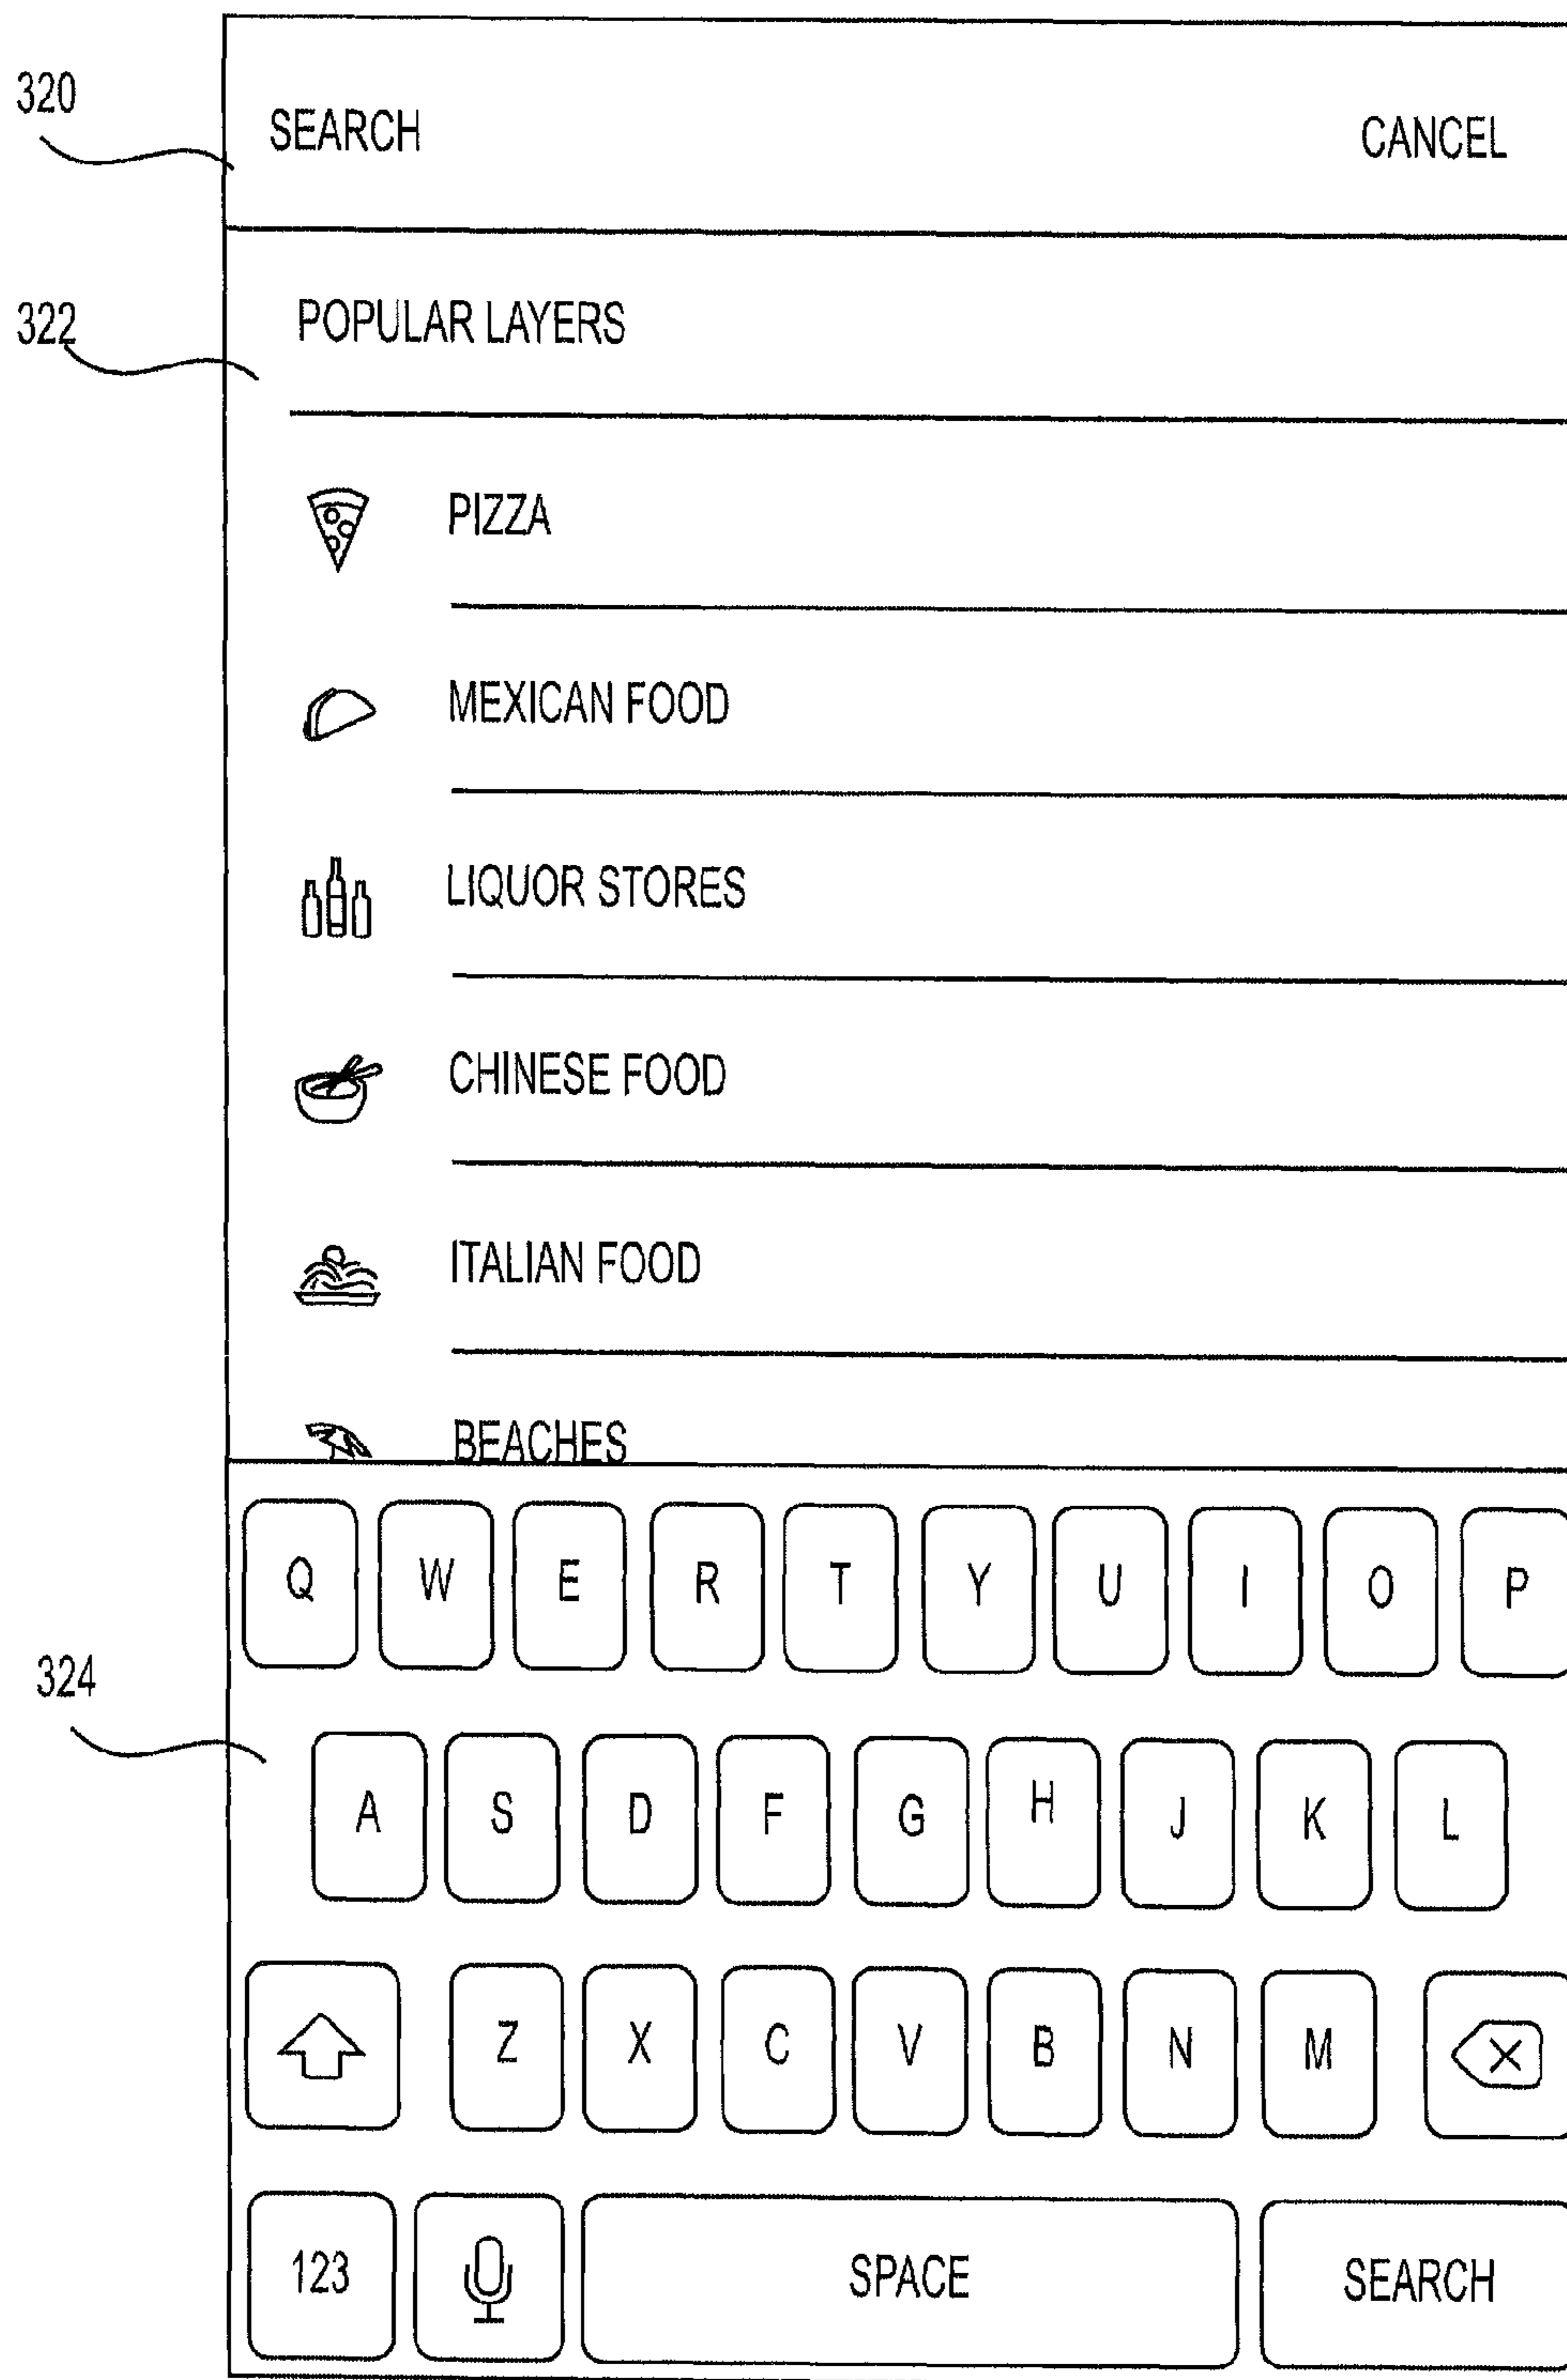 320
SEARCH CANCEL
322
POPULAR LAYERS
PIZZA
MEXICAN FOOD
LIQUOR STORES
CHINESE FOOD
ITALIAN FOOD
BEACHES
Q W E R T Y U I O P
324
A S D F G H J K L
Z X C V B N M
123 SPACE SEARCH